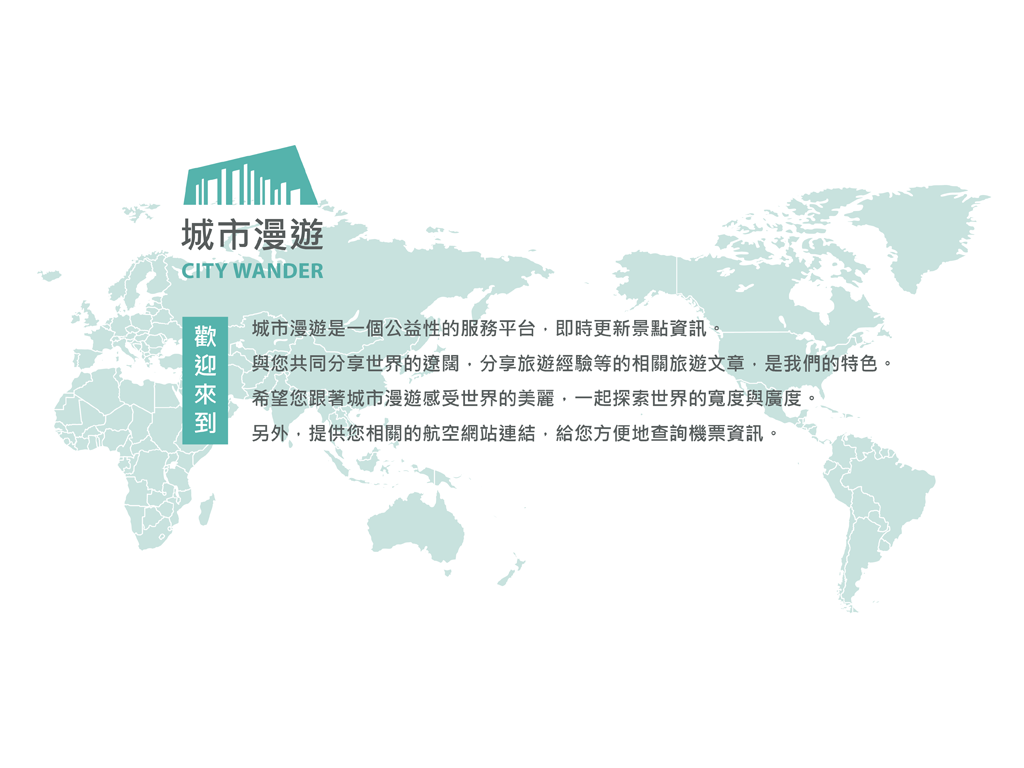 城市漫遊
CITY WANDER
歡迎來到
城市漫遊是一個公益性的服務平台，即時更新景點資訊。
與您共同分享世界的遼闊，分享旅遊經驗等的相關旅遊文章，是我們的特色。
希望您跟著城市漫遊感受世界的美麗，一起探索世界的寬度與廣度。
另外，提供您相關的航空網站連結，給您方便地查詢機票資訊。